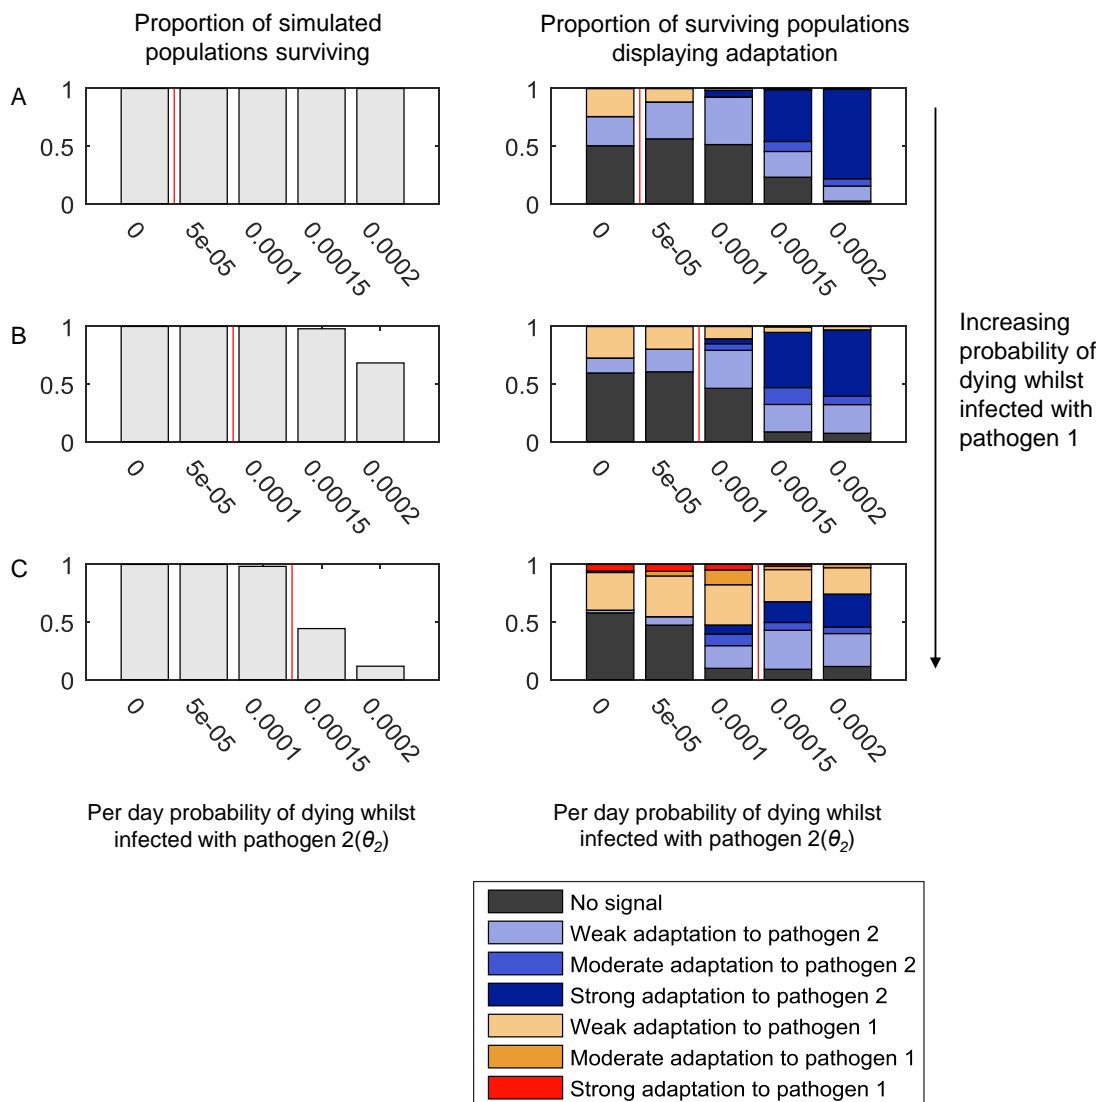 Proportion of simulated
populations surviving
Proportion of surviving populations
displaying adaptation
A
1
0.5
0
0
5e-05
0.0001
0.00015
0.0002
1
0.5
0
0
5e-05
0.0001
0.00015
0.0002
B
1
0.5
0
0
5e-05
0.0001
0.00015
0.0002
1
0.5
0
0
5e-05
0.0001
0.00015
0.0002
Increasing
probability of
dying whilst
infected with
pathogen 1
C
1
0.5
0
0
5e-05
0.0001
0.00015
0.0002
1
0.5
0
0
5e-05
0.0001
0.00015
0.0002
Per day probability of dying whilst
infected with pathogen 2(θ₂)
Per day probability of dying whilst
infected with pathogen 2(θ₂)
No signal
Weak adaptation to pathogen 2
Moderate adaptation to pathogen 2
Strong adaptation to pathogen 2
Weak adaptation to pathogen 1
Moderate adaptation to pathogen 1
Strong adaptation to pathogen 1